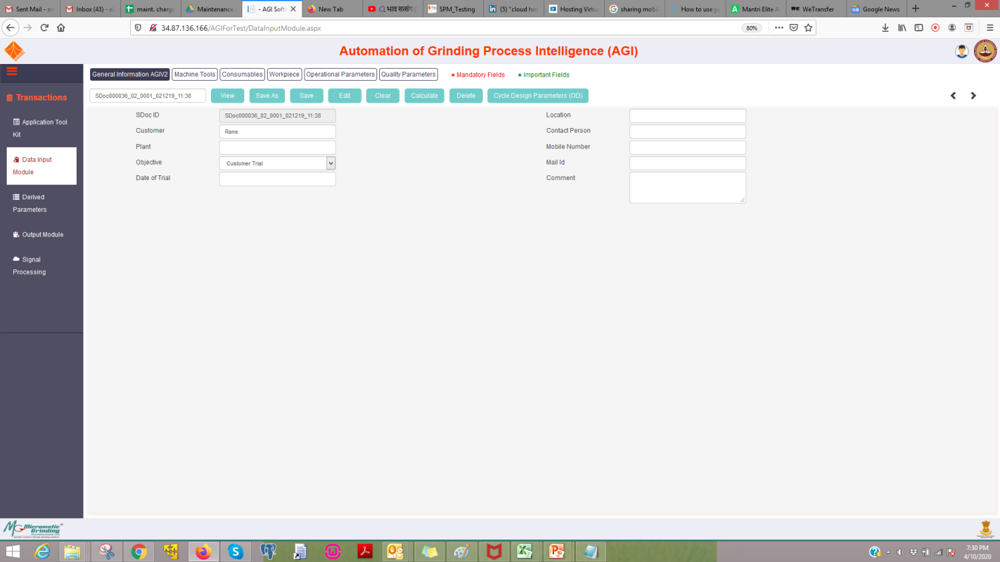 Sent Mail - sri
Inbox (43) - el
maint. charges
Maintenance
- AGI Softw
New Tab
भाव सत्संग
SPM_Testing
(5) "cloud hos
Hosting Virtua
sharing mobil
How to use yo
Mantri Elite A
WeTransfer
Google News
34.87.136.166/AGIForTest/DataInputModule.aspx
80%
Automation of Grinding Process Intelligence (AGI)
General Information AGIV2 Machine Tools Consumables Workpiece Operational Parameters Quality Parameters ★ Mandatory Fields ★ Important Fields
Transactions
SDoc000036_02_0001_021219_11:38 View Save As Save Edit Clear Calculate Delete Cycle Design Parameters (OD)
Application Tool
Kit
Data Input
Module
Derived
Parameters
Output Module
Signal
Processing
SDoc ID SDoc000036_02_0001_021219_11:38
Customer Rane
Plant
Objective Customer Trial
Date of Trial
Location
Contact Person
Mobile Number
Mail Id
Comment
Micromatic
Grinding
7:30 PM
4/10/2020